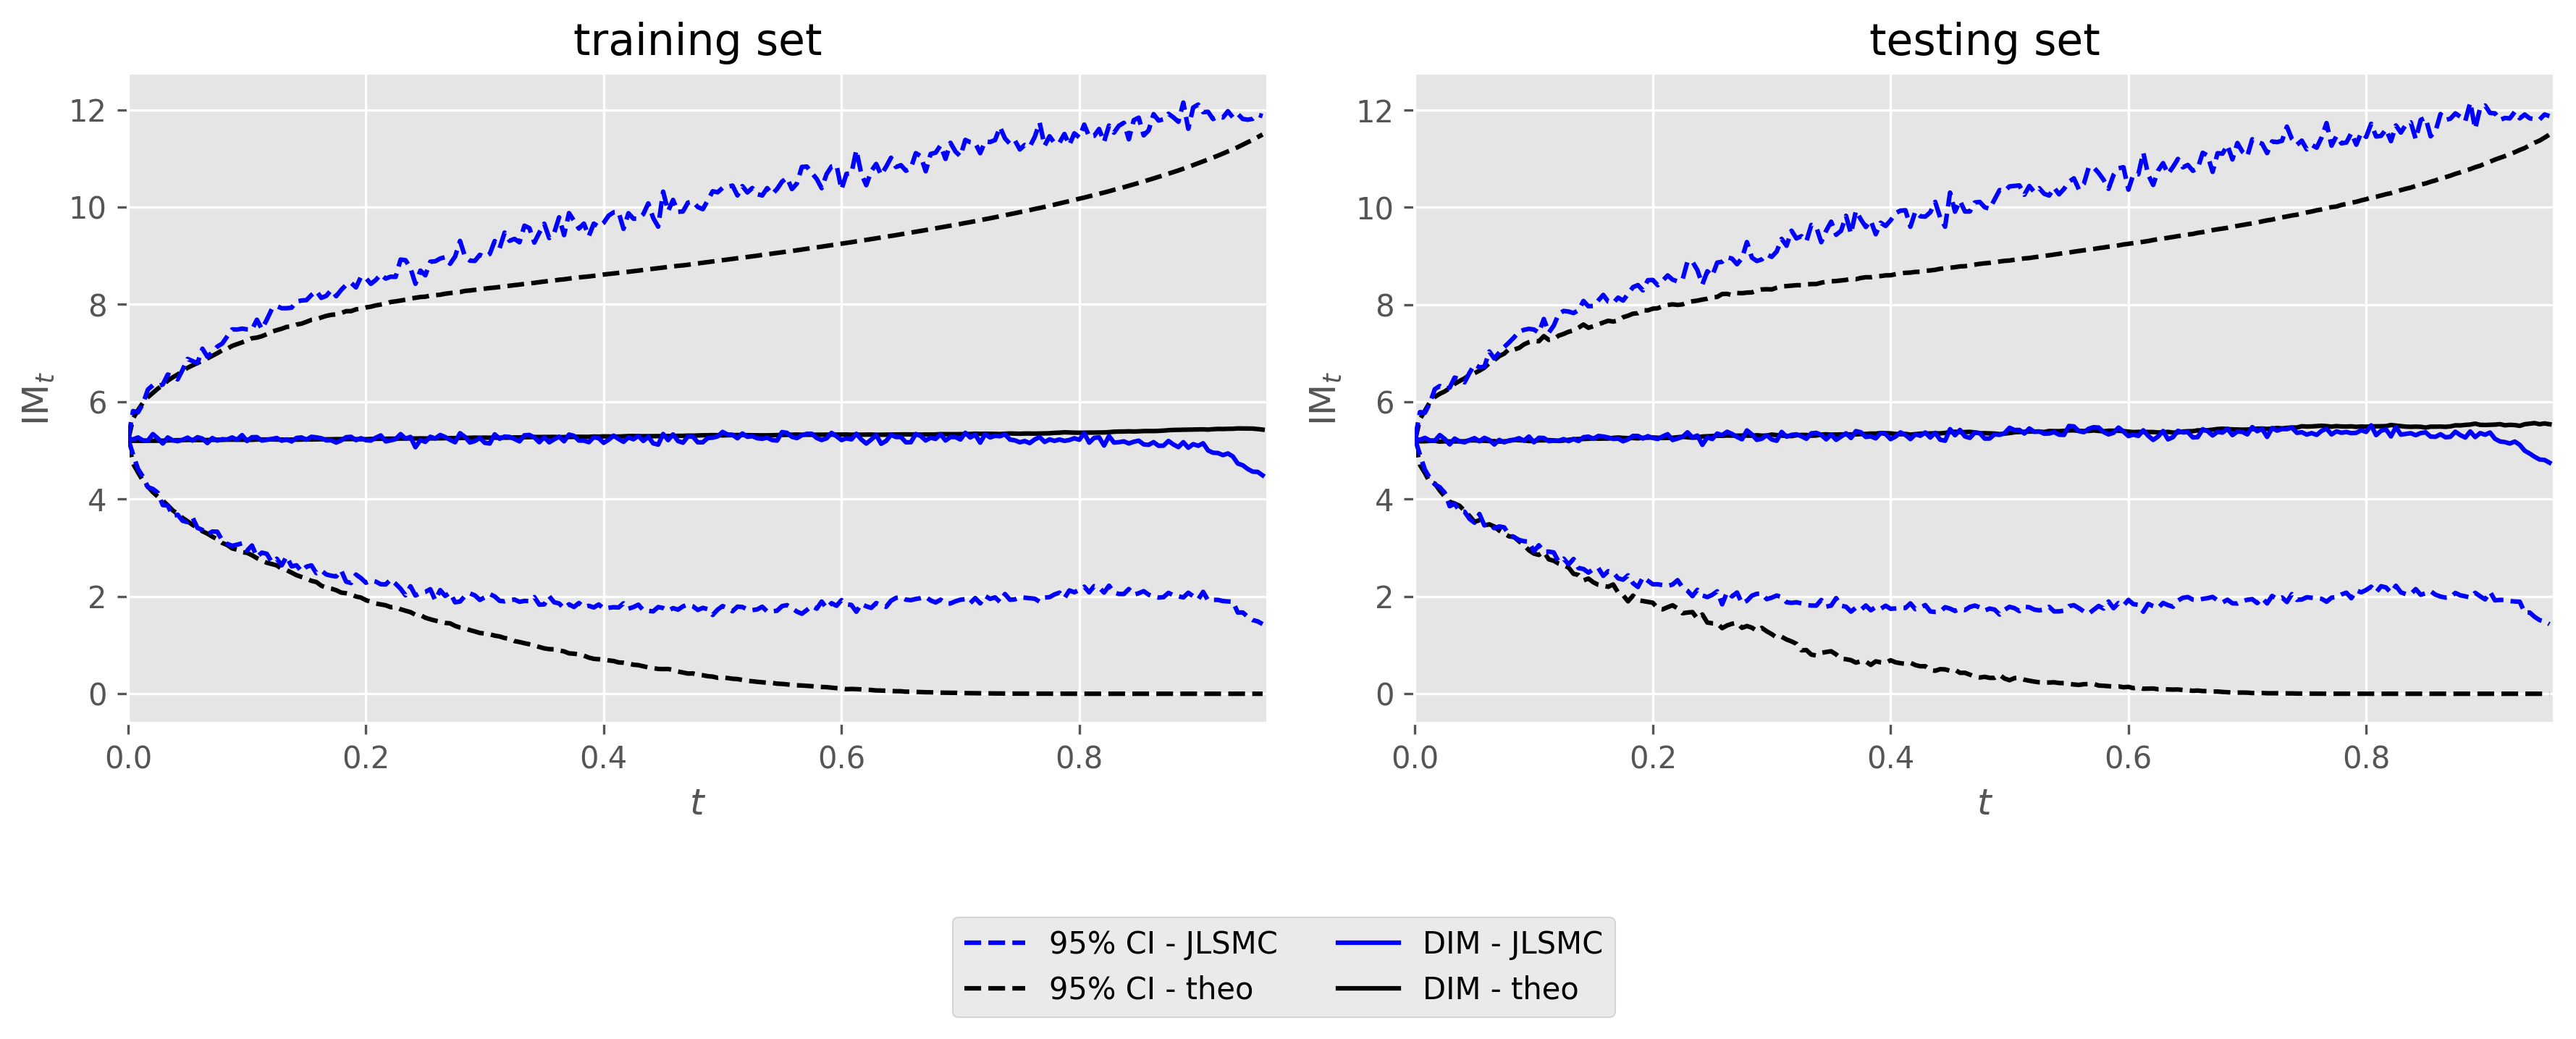 training set
testing set
12
10
8
6
4
2
0
IM_t
0.0 0.2 0.4 0.6 0.8
t
12
10
8
6
4
2
0
IM_t
0.0 0.2 0.4 0.6 0.8
t
95% CI - JLSMC
DIM - JLSMC
95% CI - theo
DIM - theo